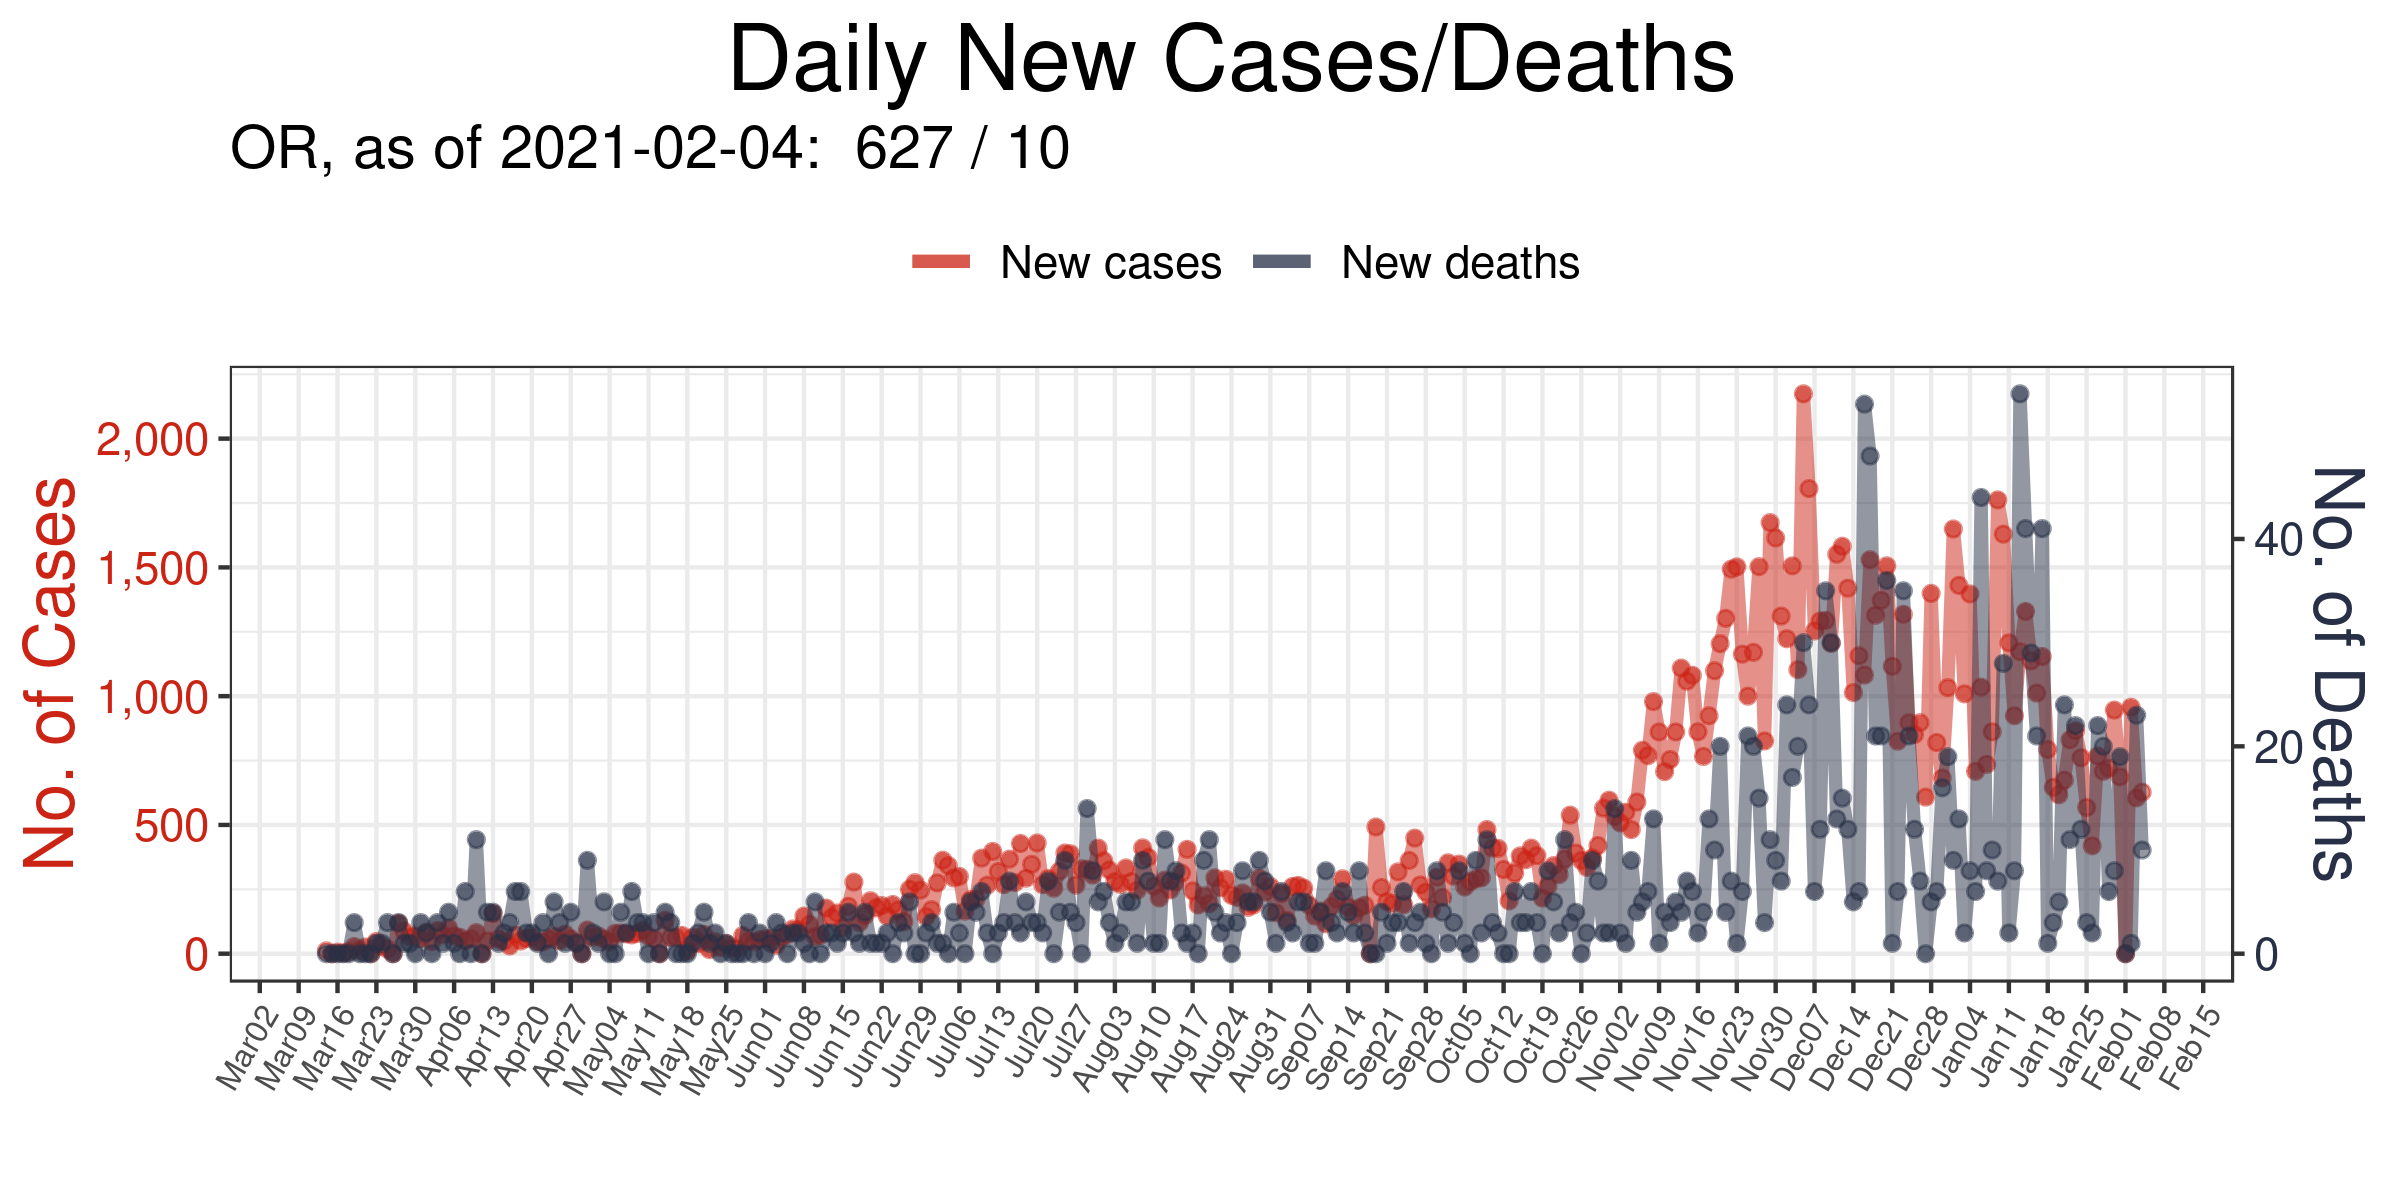 Daily New Cases/Deaths
OR, as of 2021-02-04:  627 / 10
New cases
New deaths
No. of Cases
2,000
1,500
1,000
500
0
40
20
0
No. of Deaths
Mar02
Mar09
Mar16
Mar23
Mar30
Apr06
Apr13
Apr20
Apr27
May04
May11
May18
May25
Jun01
Jun08
Jun15
Jun22
Jun29
Jul06
Jul13
Jul20
Jul27
Aug03
Aug10
Aug17
Aug24
Aug31
Sep07
Sep14
Sep21
Sep28
Oct05
Oct12
Oct19
Oct26
Nov02
Nov09
Nov16
Nov23
Nov30
Dec07
Dec14
Dec21
Dec28
Jan04
Jan11
Jan18
Jan25
Feb01
Feb08
Feb15